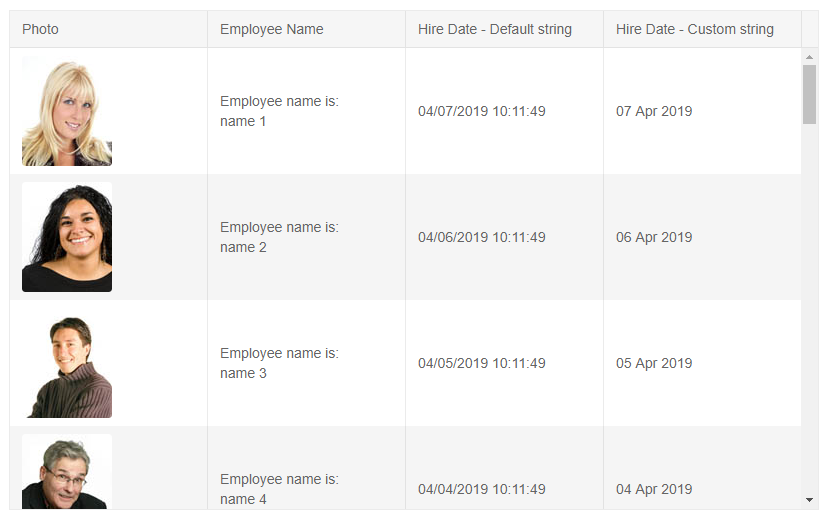 Photo Employee Name Hire Date - Default string Hire Date - Custom string
Employee name is:
name 1
04/07/2019 10:11:49
07 Apr 2019
Employee name is:
name 2
04/06/2019 10:11:49
06 Apr 2019
Employee name is:
name 3
04/05/2019 10:11:49
05 Apr 2019
Employee name is:
name 4
04/04/2019 10:11:49
04 Apr 2019